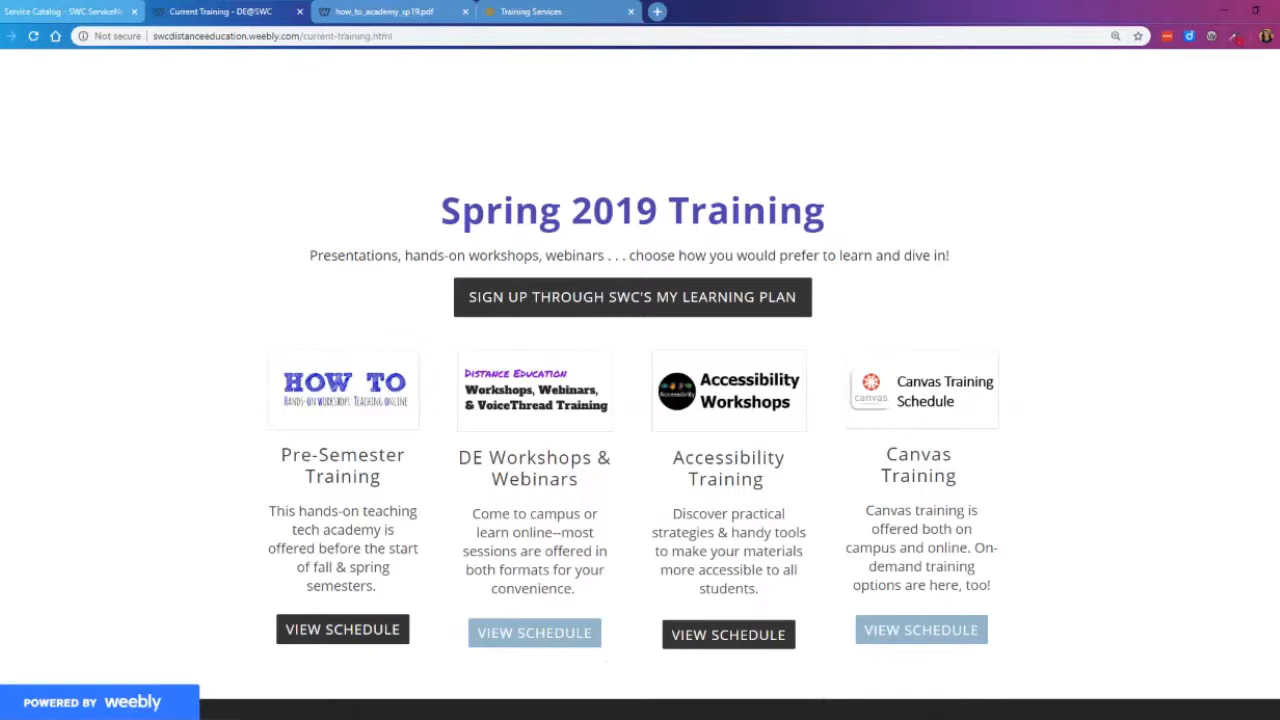 Service Catalog - SWC Service
Current Training - DE@SWC
how_to_academy_sp19.pdf
Training Services
Not secure
swcdistanceeducation.weebly.com/current-training.html
Spring 2019 Training
Presentations, hands-on workshops, webinars . . . choose how you would prefer to learn and dive in!
SIGN UP THROUGH SWC'S MY LEARNING PLAN
HOW TO
HANDS-ON WORKSHOPS: TEACHING ONLINE
Pre-Semester
Training
This hands-on teaching
tech academy is
offered before the start
of fall & spring
semesters.
VIEW SCHEDULE
DISTANCE EDUCATION
Workshops, Webinars,
& VoiceThread Training
DE Workshops &
Webinars
Come to campus or
learn online--most
sessions are offered in
both formats for your
convenience.
VIEW SCHEDULE
Accessibility
Accessibility
Workshops
Accessibility
Training
Discover practical
strategies & handy tools
to make your materials
more accessible to all
students.
VIEW SCHEDULE
canvas
Canvas Training
Schedule
Canvas
Training
Canvas training is
offered both on
campus and online. On-
demand training
options are here, too!
VIEW SCHEDULE
POWERED BY weebly